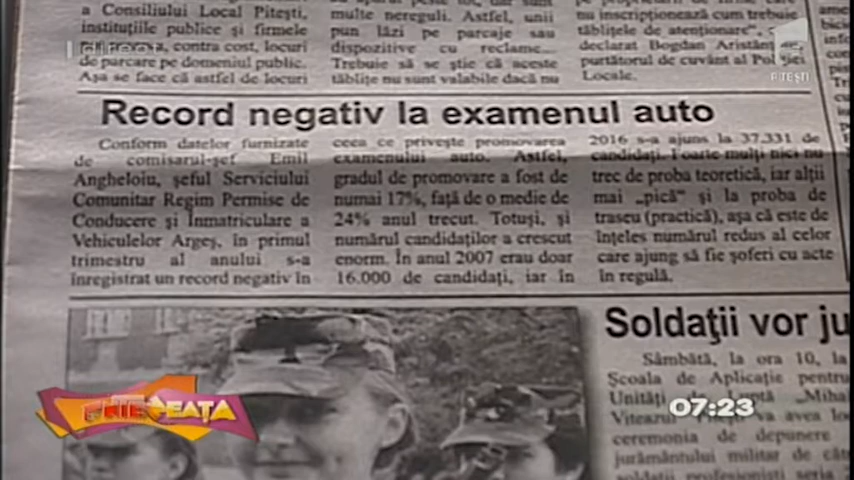 a Consiliului Local Pitești,
instituțiile publice și firmele
contra cost, locuri
de parcare pe domeniul public.
Așa se face că astfel de locuri
multe nereguli. Astfel, unii
pun lăzi pe parcaje sau
dispozitive cu reclame...
Trebuie să se știe că aceste
tăblițe nu sunt valabile dacă nu
nu inscripționează cum trebuie
tăblițele de atenționare", a
declarat Bogdan
purtătorul de cuvânt al Poliției
Locale.
direct
PITEȘTI
Record negativ la examenul auto
Conform datelor furnizate
de comisarul-șef Emil
Angheloiu, șeful Serviciului
Comunitar Regim Permise de
Conducere și Înmatriculare a
Vehiculelor Argeș, în primul
trimestru al anului s-a
înregistrat un record negativ în
ceea ce privește promovarea
examenului auto. Astfel,
gradul de promovare a fost de
numai 17%, față de o medie de
24% anul trecut. Totuși, și
numărul candidaților a crescut
enorm. În anul 2007 erau doar
16.000 de candidați, iar în
2016 s-a ajuns la 37.331 de
candidați. Foarte mulți nici nu
trec de proba teoretică, iar alții
mai „pică" și la proba de
traseu (practică), așa că este de
înțeles numărul redus al celor
care ajung să fie șoferi cu acte
în regulă.
Soldații vor ju
Sâmbătă, la ora 10, la
Școala de Aplicație pentru
Unități "Mihai
Viteazul" va avea lo
ceremonia de depunere
jurământului militar de căt
soldații profesioniști seria
07:23